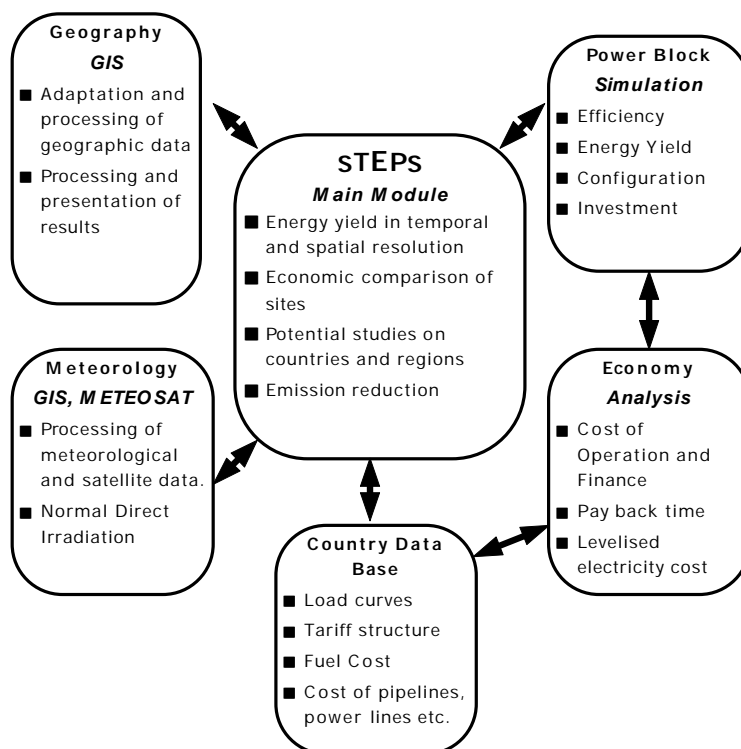 Geography
GIS
■ Adaptation and
processing of
geographic data
■ Processing and
presentation of
results
Power Block
Simulation
■ Efficiency
■ Energy Yield
■ Configuration
■ Investment
STEPS
Main Module
■ Energy yield in temporal
and spatial resolution
■ Economic comparison of
sites
■ Potential studies on
countries and regions
■ Emission reduction
Meteorology
GIS, METEOSAT
■ Processing of
meteorological
and satellite data.
■ Normal Direct
Irradiation
Economy
Analysis
■ Cost of
Operation and
Finance
■ Pay back time
■ Levelised
electricity cost
Country Data
Base
■ Load curves
■ Tariff structure
■ Fuel Cost
■ Cost of pipelines,
power lines etc.